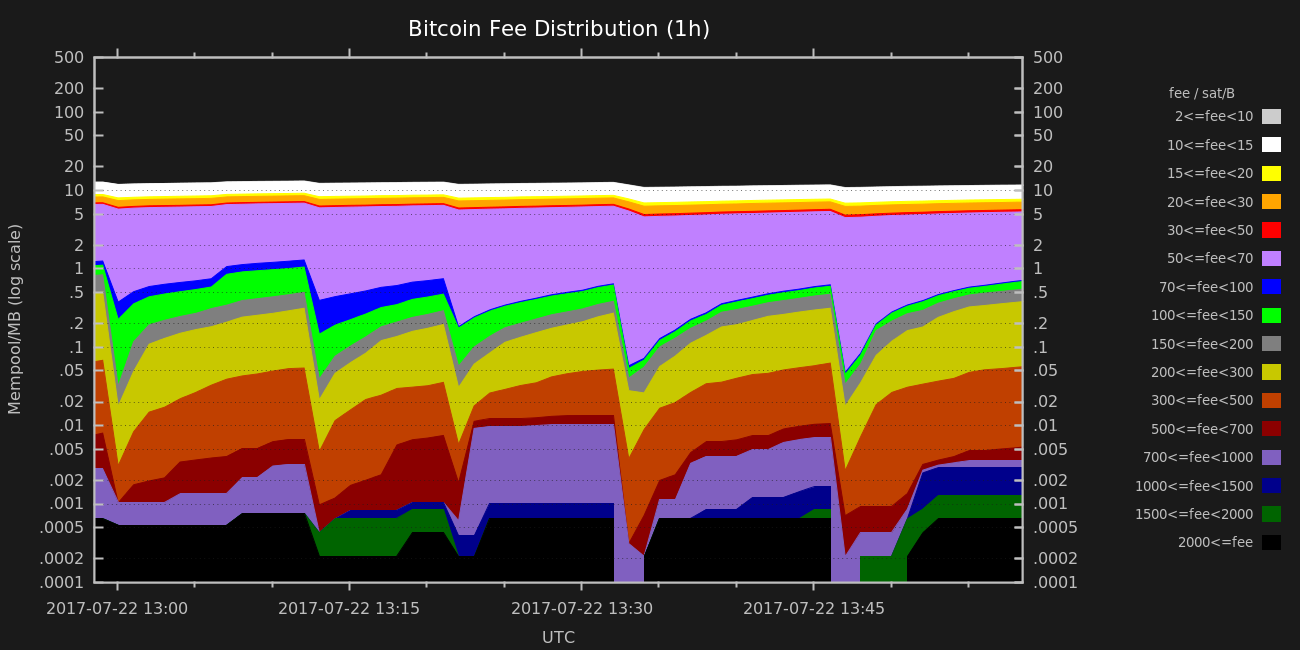 Bitcoin Fee Distribution (1h)
500
200
100
50
20
10
5
2
1
.5
.2
.1
.05
.02
.01
.005
.002
.001
.0005
.0002
.0001
Mempool/MB (log scale)
500
200
100
50
20
10
5
2
1
.5
.2
.1
.05
.02
.01
.005
.002
.001
.0005
.0002
.0001
2017-07-22 13:00
2017-07-22 13:15
2017-07-22 13:30
2017-07-22 13:45
UTC
fee / sat/B
2<=fee<10
10<=fee<15
15<=fee<20
20<=fee<30
30<=fee<50
50<=fee<70
70<=fee<100
100<=fee<150
150<=fee<200
200<=fee<300
300<=fee<500
500<=fee<700
700<=fee<1000
1000<=fee<1500
1500<=fee<2000
2000<=fee